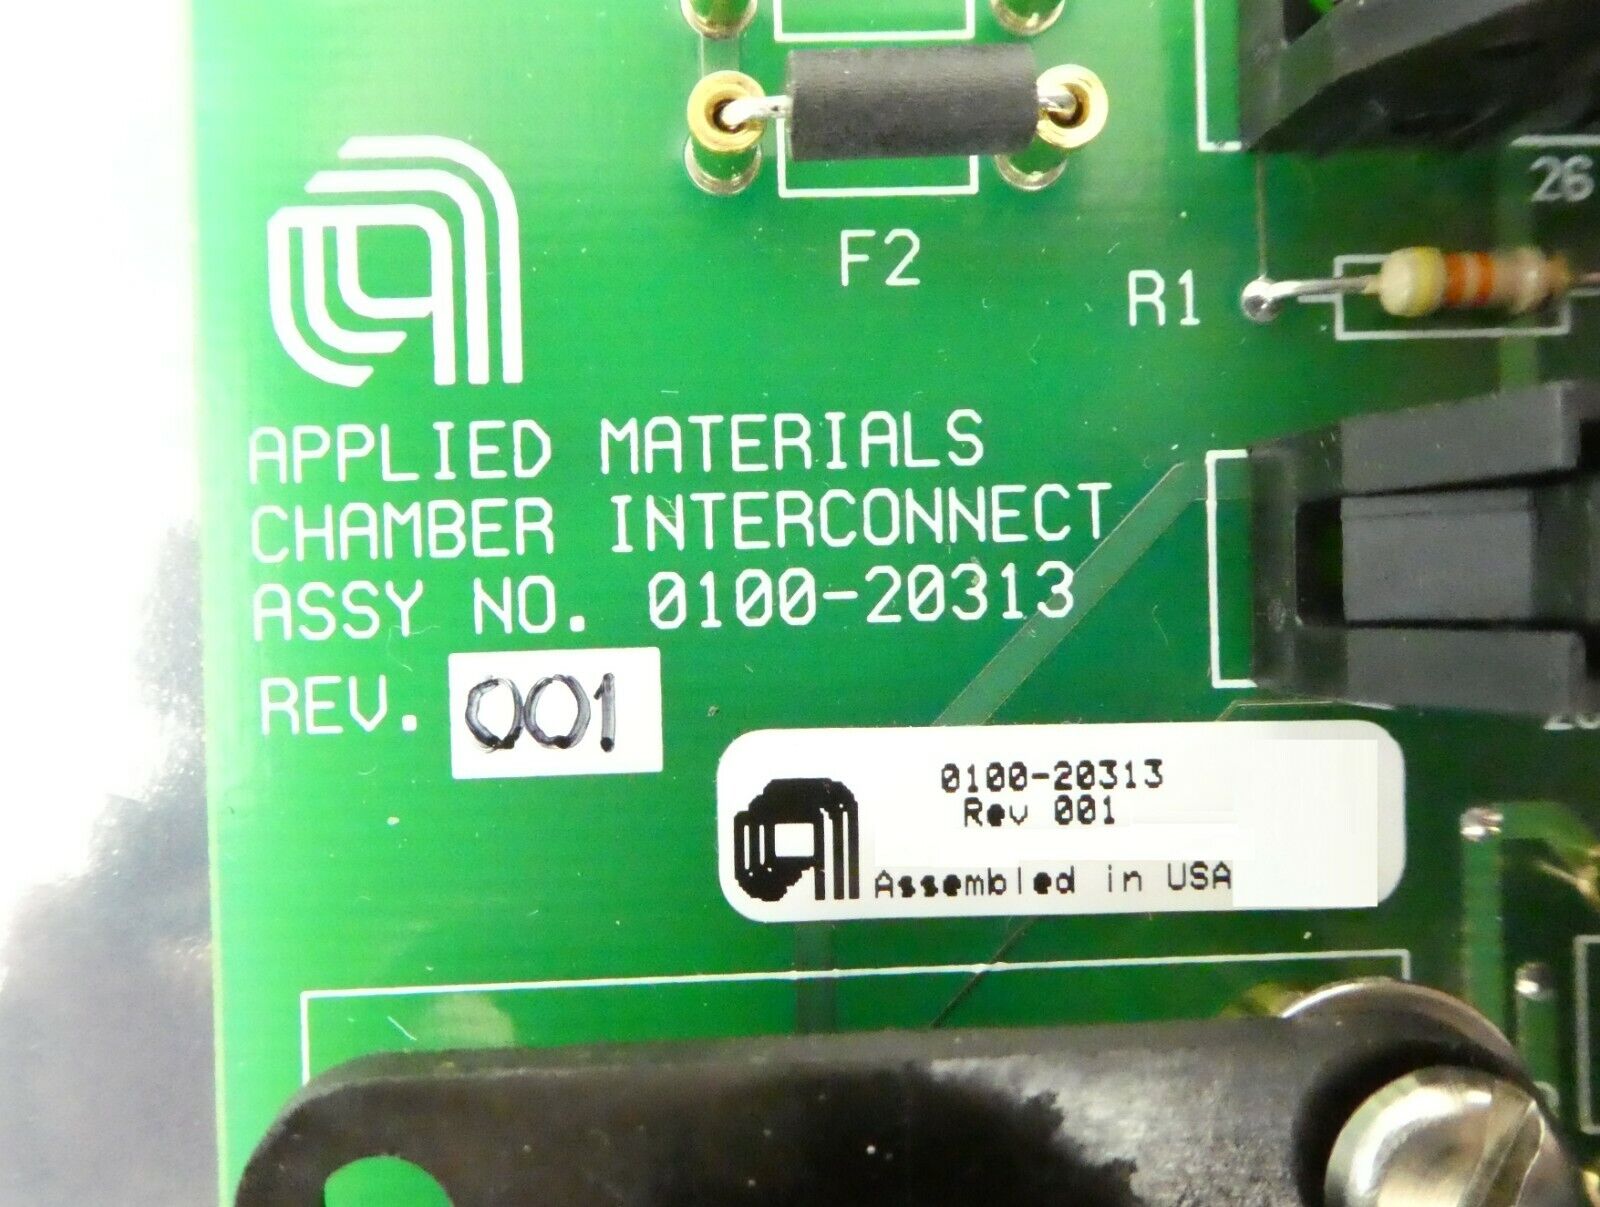 F2
26
R1
APPLIED MATERIALS
CHAMBER INTERCONNECT
ASSY NO. 0100-20313
REV. 001
0100-20313
Rev 001
Assembled in USA